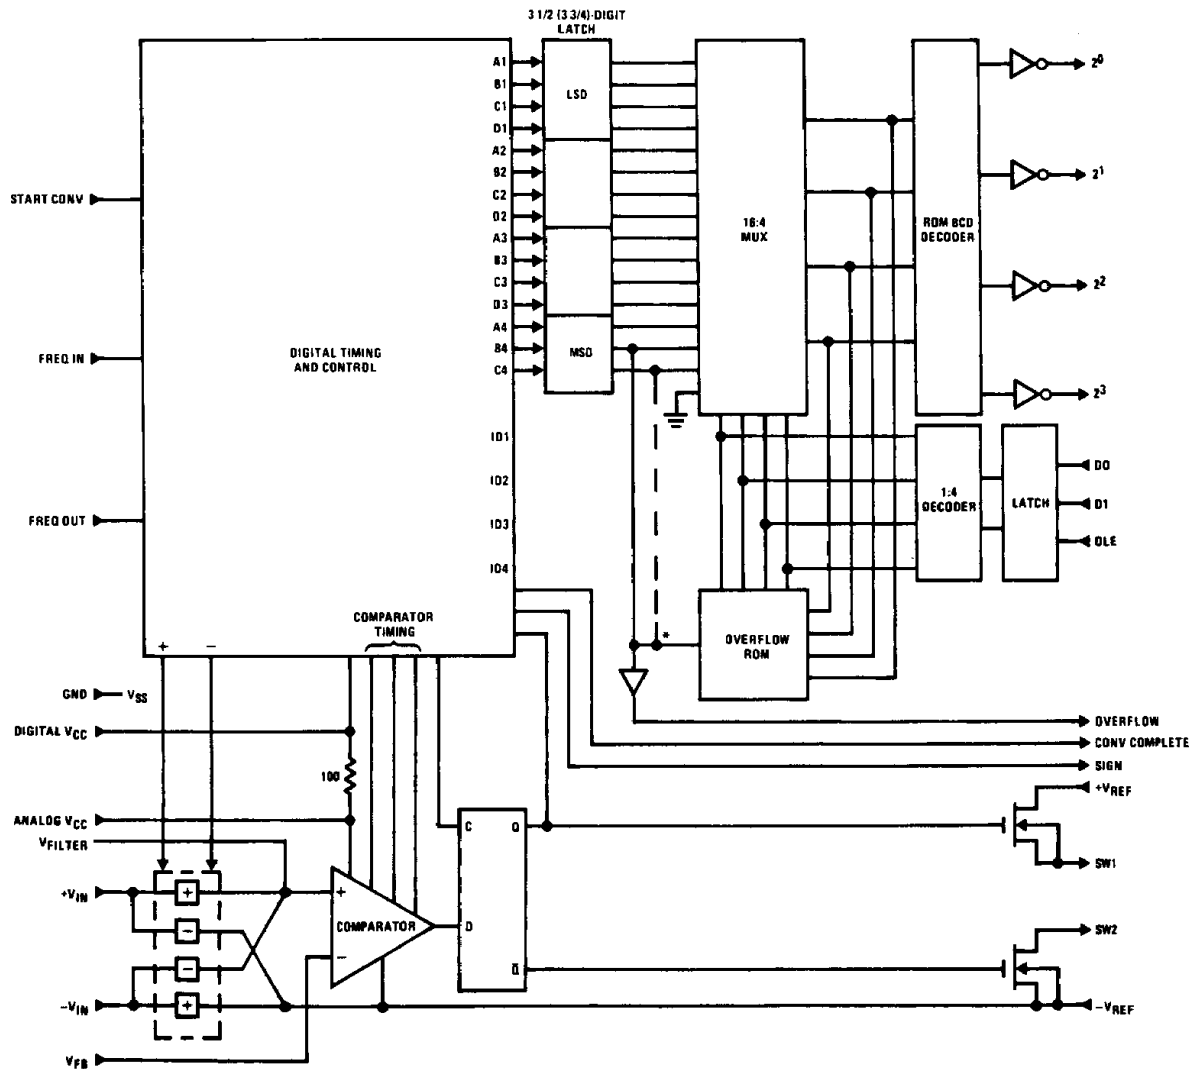 3 1/2 (3 3/4)-DIGIT
LATCH
START CONV
FREQ IN
FREQ OUT
DIGITAL TIMING
AND CONTROL
A1
B1
C1
D1
A2
B2
C2
D2
A3
B3
C3
D3
A4
B4
C4
ID1
ID2
ID3
ID4
LSD
MSD
16:4
MUX
ROM BCD
DECODER
2⁰
2¹
2²
2³
1:4
DECODER
LATCH
D0
D1
DLE
OVERFLOW
ROM
*
COMPARATOR
TIMING
+
−
GND
VSS
DIGITAL VCC
100
ANALOG VCC
VFILTER
+VIN
−VIN
VFB
+
−
−
+
+
−
COMPARATOR
C
D
Q
Q̅
OVERFLOW
CONV COMPLETE
SIGN
+VREF
SW1
SW2
−VREF